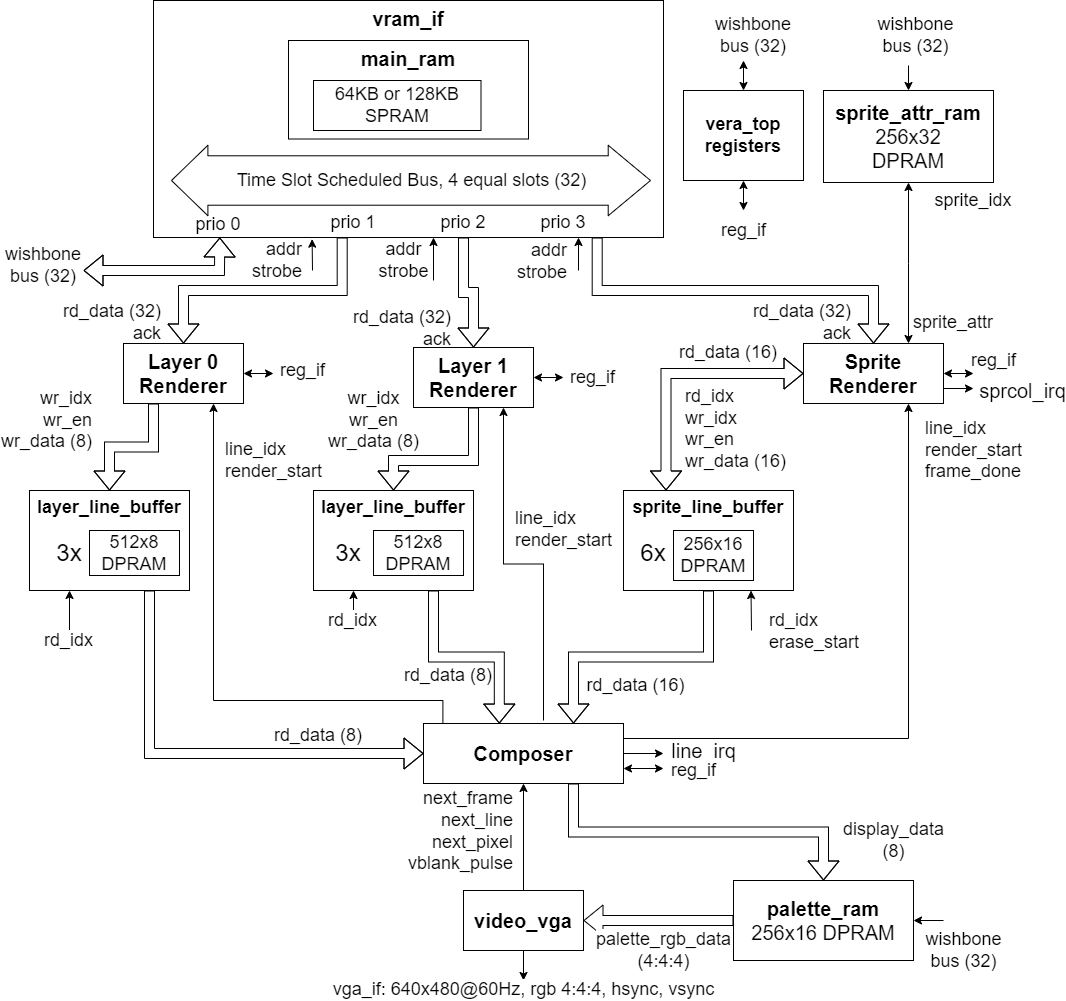 vram_if
main_ram
64KB or 128KB
SPRAM
Time Slot Scheduled Bus, 4 equal slots (32)
prio 0
prio 1
prio 2
prio 3
wishbone
bus (32)
vera_top
registers
reg_if
wishbone
bus (32)
sprite_attr_ram
256x32
DPRAM
sprite_idx
wishbone
bus (32)
addr
strobe
addr
strobe
addr
strobe
rd_data (32)
ack
rd_data (32)
ack
rd_data (32)
ack
sprite_attr
Layer 0
Renderer
reg_if
Layer 1
Renderer
reg_if
rd_data (16)
Sprite
Renderer
reg_if
sprcol_irq
wr_idx
wr_en
wr_data (8)
line_idx
render_start
wr_idx
wr_en
wr_data (8)
rd_idx
wr_idx
wr_en
wr_data (16)
line_idx
render_start
frame_done
layer_line_buffer
3x
512x8
DPRAM
rd_idx
layer_line_buffer
3x
512x8
DPRAM
rd_idx
line_idx
render_start
sprite_line_buffer
6x
256x16
DPRAM
rd_idx
erase_start
rd_data (8)
rd_data (8)
rd_data (16)
Composer
line_irq
reg_if
next_frame
next_line
next_pixel
vblank_pulse
display_data
(8)
video_vga
palette_rgb_data
(4:4:4)
palette_ram
256x16 DPRAM
wishbone
bus (32)
vga_if: 640x480@60Hz, rgb 4:4:4, hsync, vsync